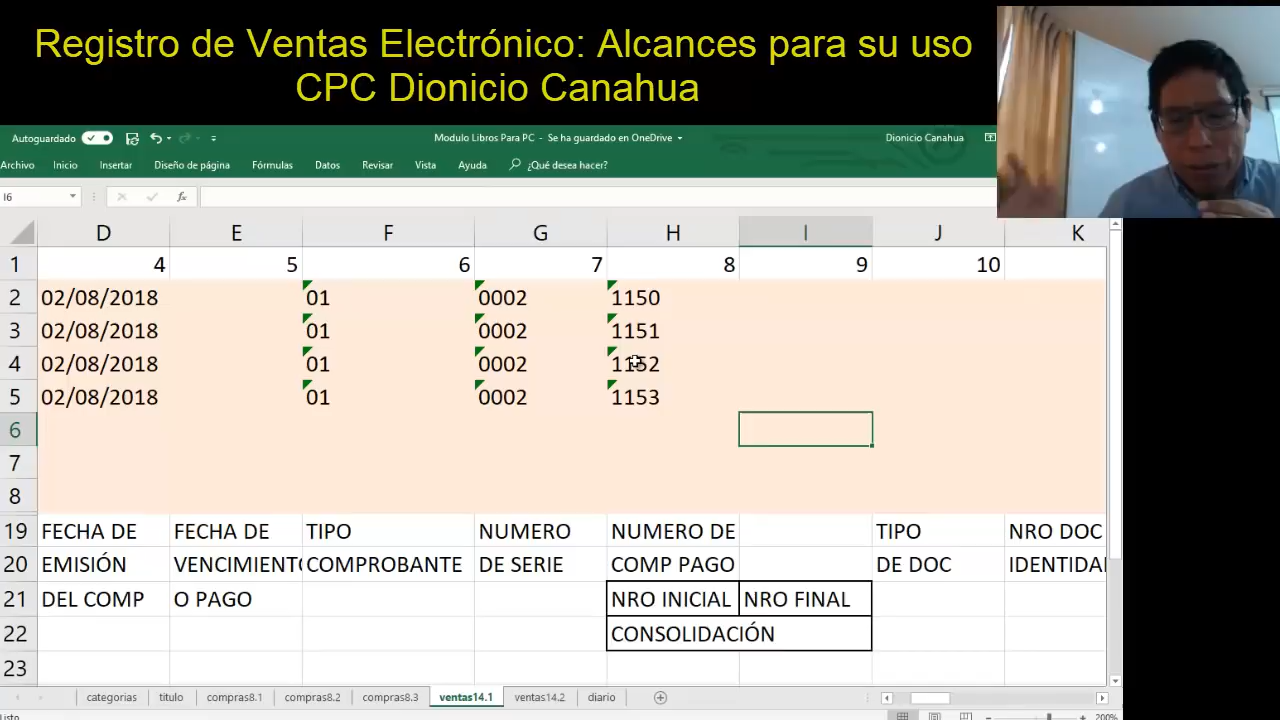 Registro de Ventas Electrónico: Alcances para su uso
CPC Dionicio Canahua
Autoguardado
Modulo Libros Para PC - Se ha guardado en OneDrive
Dionicio Canahua
Archivo Inicio Insertar Diseño de página Fórmulas Datos Revisar Vista Ayuda ¿Qué desea hacer?
I6 fx
D E F G H I J K
1 4 5 6 7 8 9 10
2 02/08/2018 01 0002 1150
3 02/08/2018 01 0002 1151
4 02/08/2018 01 0002 1152
5 02/08/2018 01 0002 1153
6
7
8
19 FECHA DE FECHA DE TIPO NUMERO NUMERO DE TIPO NRO DOC
20 EMISIÓN VENCIMIENTO COMPROBANTE DE SERIE COMP PAGO DE DOC IDENTIDA
21 DEL COMP O PAGO NRO INICIAL NRO FINAL
22 CONSOLIDACIÓN
23
categorias titulo compras8.1 compras8.2 compras8.3 ventas14.1 ventas14.2 diario
Listo 200%